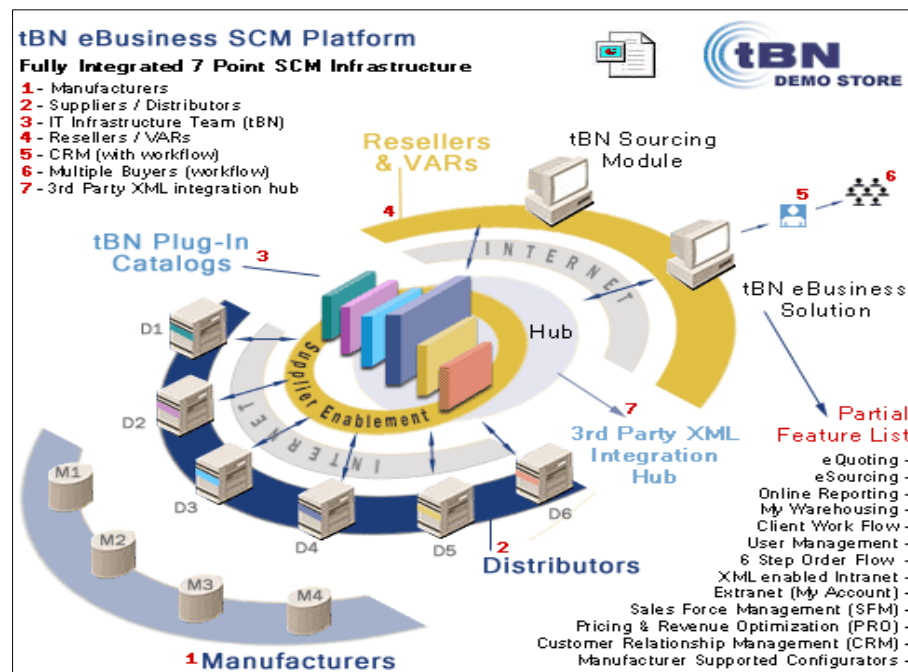 tBN eBusiness SCM Platform
Fully Integrated 7 Point SCM Infrastructure
1 - Manufacturers
2 - Suppliers / Distributors
3 - IT Infrastructure Team (tBN)
4 - Resellers / VARs
5 - CRM (with workflow)
6 - Multiple Buyers (workflow)
7 - 3rd Party XML integration hub
tBN
DEMO STORE
Resellers
& VARs
4
tBN Sourcing
Module
5
6
tBN Plug-In
Catalogs
3
INTERNET
tBN eBusiness
Solution
Hub
Supplier Enablement
INTERNET
D1
D2
D3
D4
D5
D6
7
3rd Party XML
Integration
Hub
2
Distributors
M1
M2
M3
M4
1 Manufacturers
Partial
Feature List
eQuoting -
eSourcing -
Online Reporting -
My Warehousing -
Client Work Flow -
User Management -
6 Step Order Flow -
XML enabled Intranet -
Extranet (My Account) -
Sales Force Management (SFM) -
Pricing & Revenue Optimization (PRO) -
Customer Relationship Management (CRM) -
Manufacturer Supported Configurators -